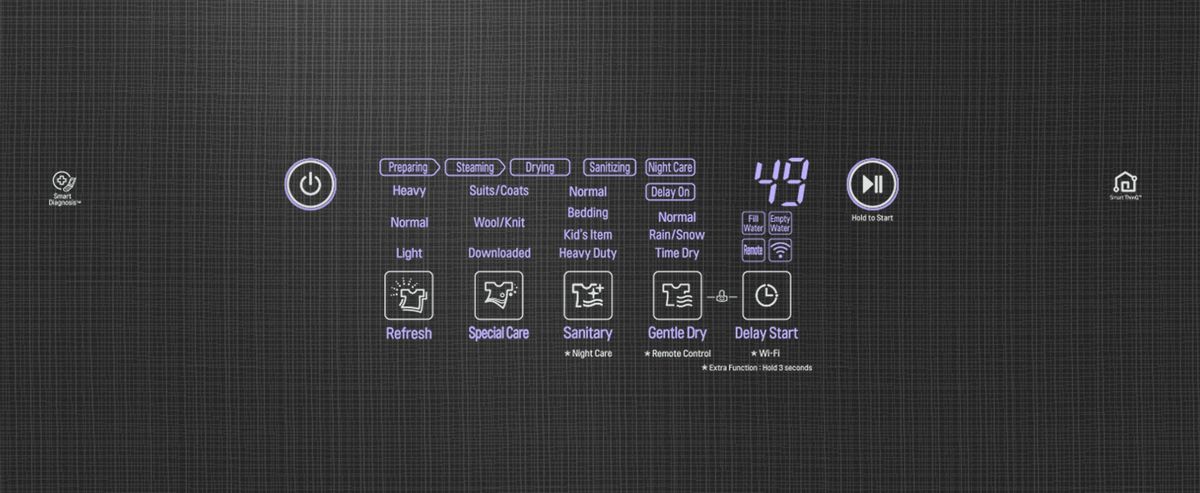 Smart
Diagnosis™
Preparing Steaming Drying Sanitizing Night Care
Heavy
Normal
Light
Refresh
Suits/Coats
Wool/Knit
Downloaded
Special Care
Normal
Bedding
Kid's Item
Heavy Duty
Sanitary
★ Night Care
Delay On
Normal
Rain/Snow
Time Dry
Gentle Dry
★ Remote Control
49
Fill
Water
Empty
Water
Remote
Delay Start
★ Wi-Fi
★ Extra Function : Hold 3 seconds
Hold to Start
Smart ThinQ™